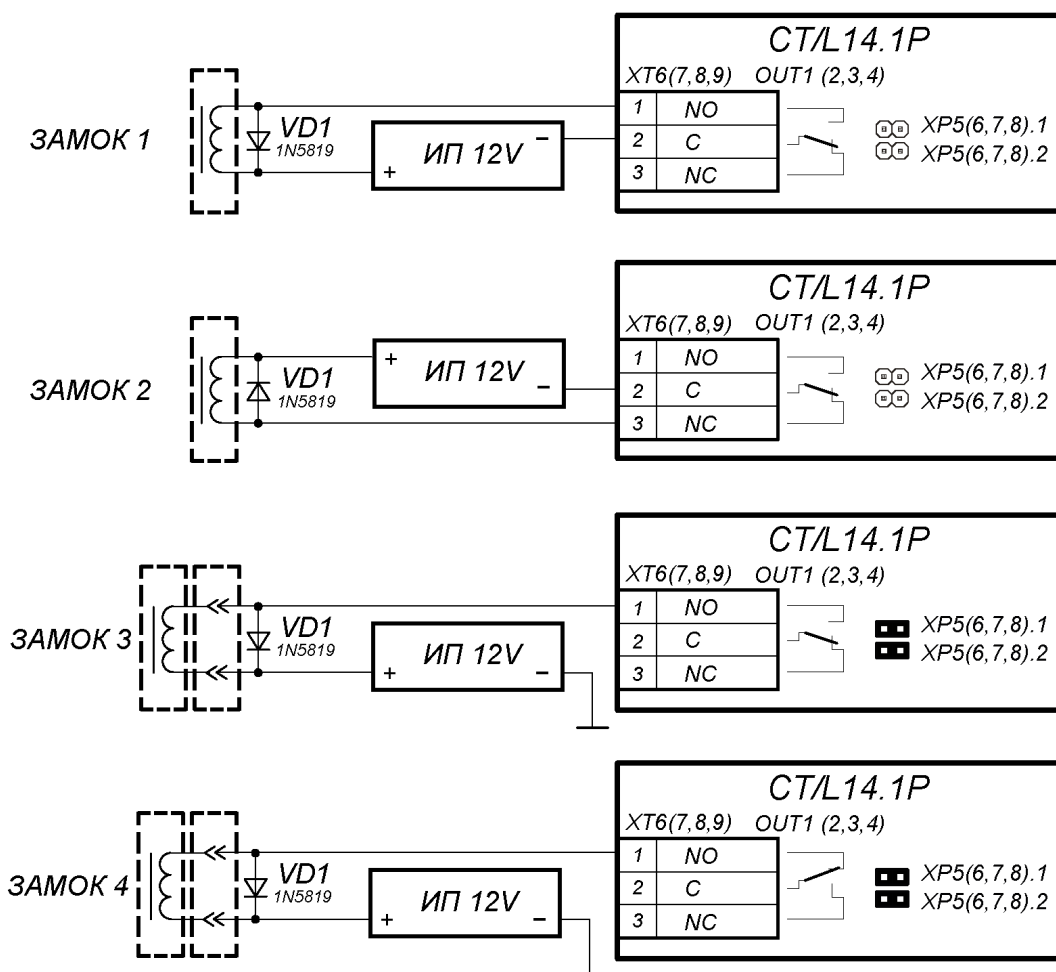 CT/L14.1P
XT6(7,8,9) OUT1 (2,3,4)
ЗАМОК 1
VD1
1N5819
ИП 12V
+
–
1 NO
2 C
3 NC
XP5(6,7,8).1
XP5(6,7,8).2
CT/L14.1P
XT6(7,8,9) OUT1 (2,3,4)
ЗАМОК 2
VD1
1N5819
+
ИП 12V
–
1 NO
2 C
3 NC
XP5(6,7,8).1
XP5(6,7,8).2
CT/L14.1P
XT6(7,8,9) OUT1 (2,3,4)
ЗАМОК 3
VD1
1N5819
ИП 12V
+
–
1 NO
2 C
3 NC
XP5(6,7,8).1
XP5(6,7,8).2
CT/L14.1P
XT6(7,8,9) OUT1 (2,3,4)
ЗАМОК 4
VD1
1N5819
ИП 12V
+
–
1 NO
2 C
3 NC
XP5(6,7,8).1
XP5(6,7,8).2